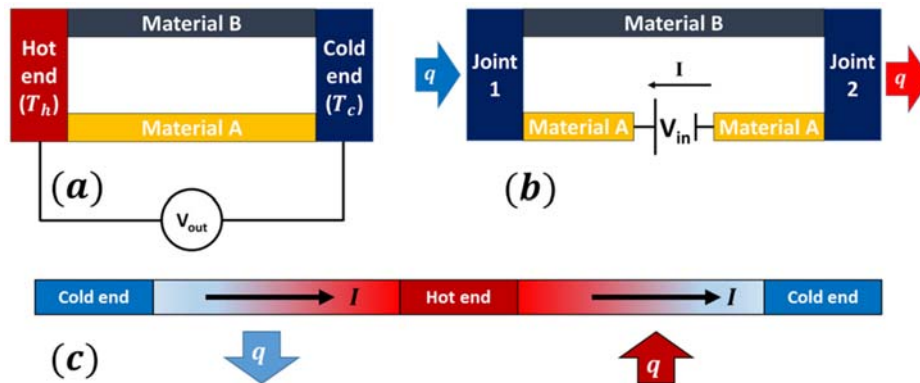 Material B
Hot end (T_h)
Cold end (T_c)
Material A
V_out
(a)
Material B
q
Joint 1
I
Joint 2
q
Material A
V_in
Material A
(b)
Cold end
I
Hot end
I
Cold end
(c)
q
q